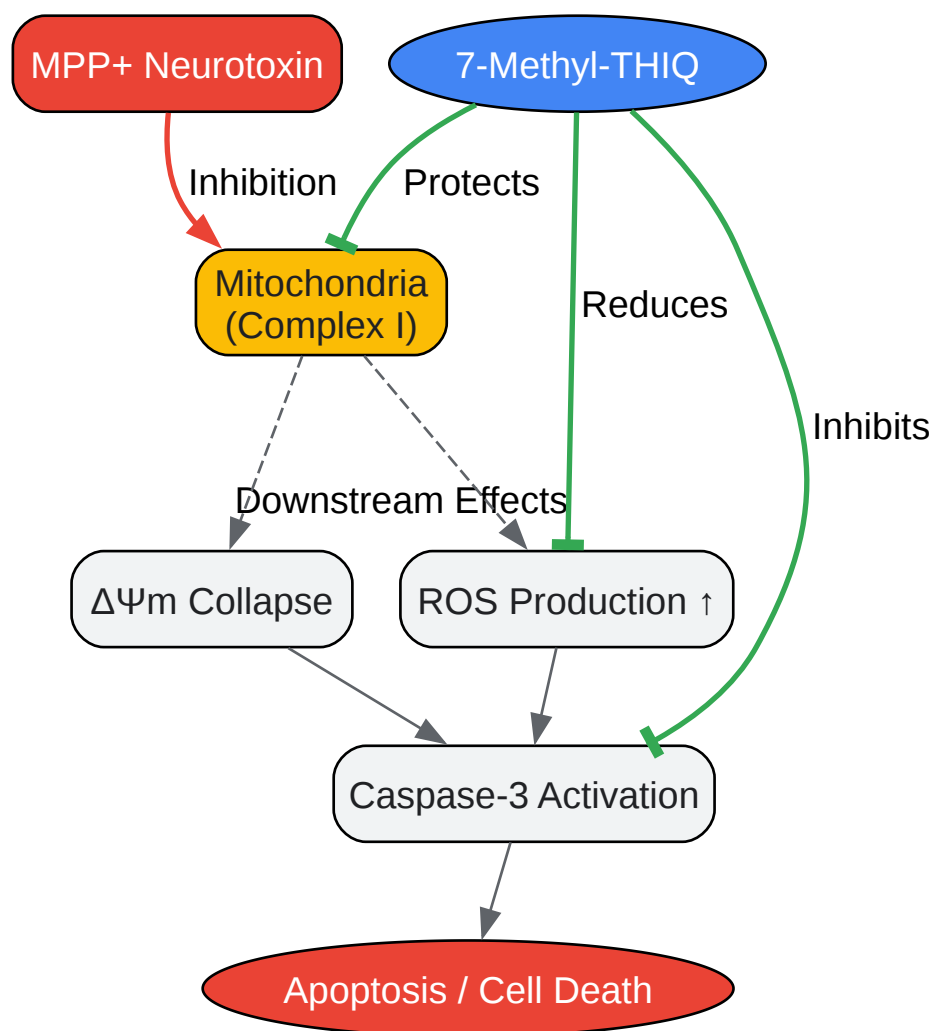 MPP+ Neurotoxin
7-Methyl-THIQ
Inhibition
Protects
Mitochondria
(Complex I)
Reduces
Inhibits
Downstream Effects
ΔΨm Collapse
ROS Production ↑
Caspase-3 Activation
Apoptosis / Cell Death